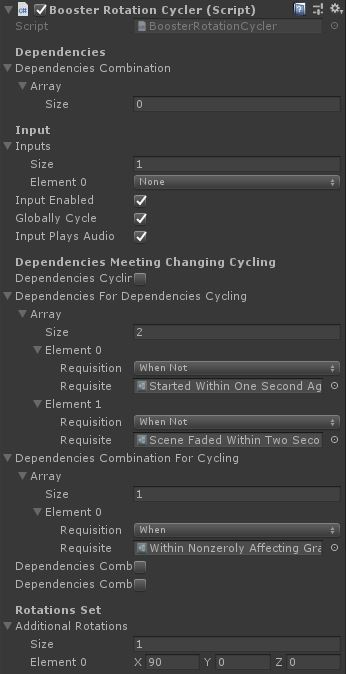 Booster Rotation Cycler (Script)
Script BoosterRotationCycler
Dependencies
Dependencies Combination
Array
Size 0
Input
Inputs
Size 1
Element 0 None
Input Enabled
Globally Cycle
Input Plays Audio
Dependencies Meeting Changing Cycling
Dependencies Cyclir
Dependencies For Dependencies Cycling
Array
Size 2
Element 0
Requisition When Not
Requisite Started Within One Second Ag
Element 1
Requisition When Not
Requisite Scene Faded Within Two Seco
Dependencies Combination For Cycling
Array
Size 1
Element 0
Requisition When
Requisite Within Nonzeroly Affecting Gra
Dependencies Comb
Dependencies Comb
Rotations Set
Additional Rotations
Size 1
Element 0 X 90 Y 0 Z 0